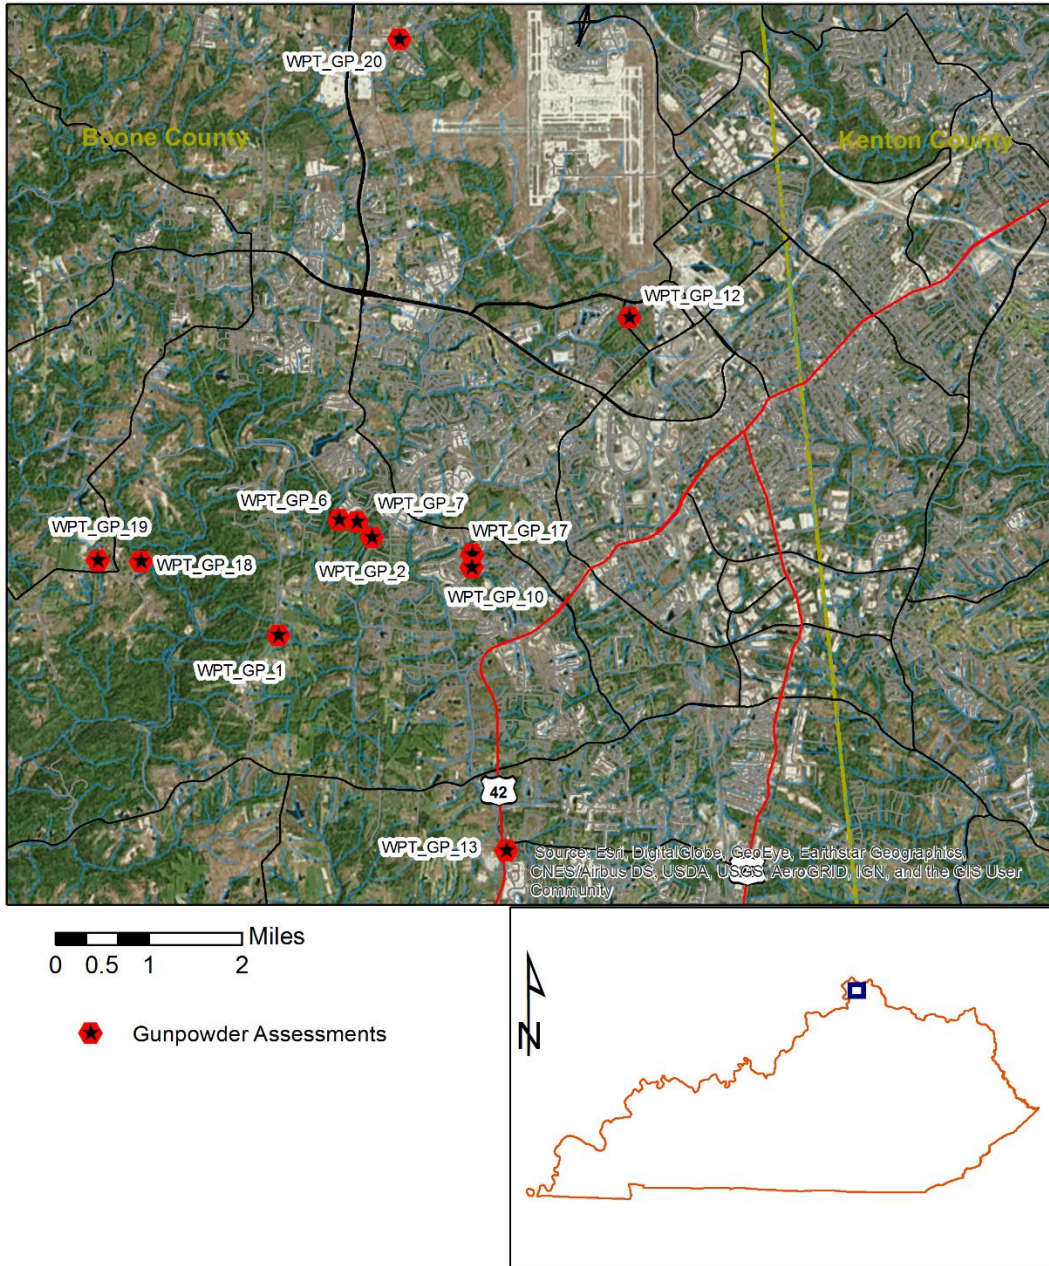 WPT_GP_20
Boone County
Kenton County
WPT_GP_12
WPT_GP_6
WPT_GP_7
WPT_GP_19
WPT_GP_17
WPT_GP_18
WPT_GP_2
WPT_GP_10
WPT_GP_1
42
WPT_GP_13
Source: Esri, DigitalGlobe, GeoEye, Earthstar Geographics,
CNES/Airbus DS, USDA, USGS, AeroGRID, IGN, and the GIS User
Community
Miles
0 0.5 1 2
Gunpowder Assessments
N